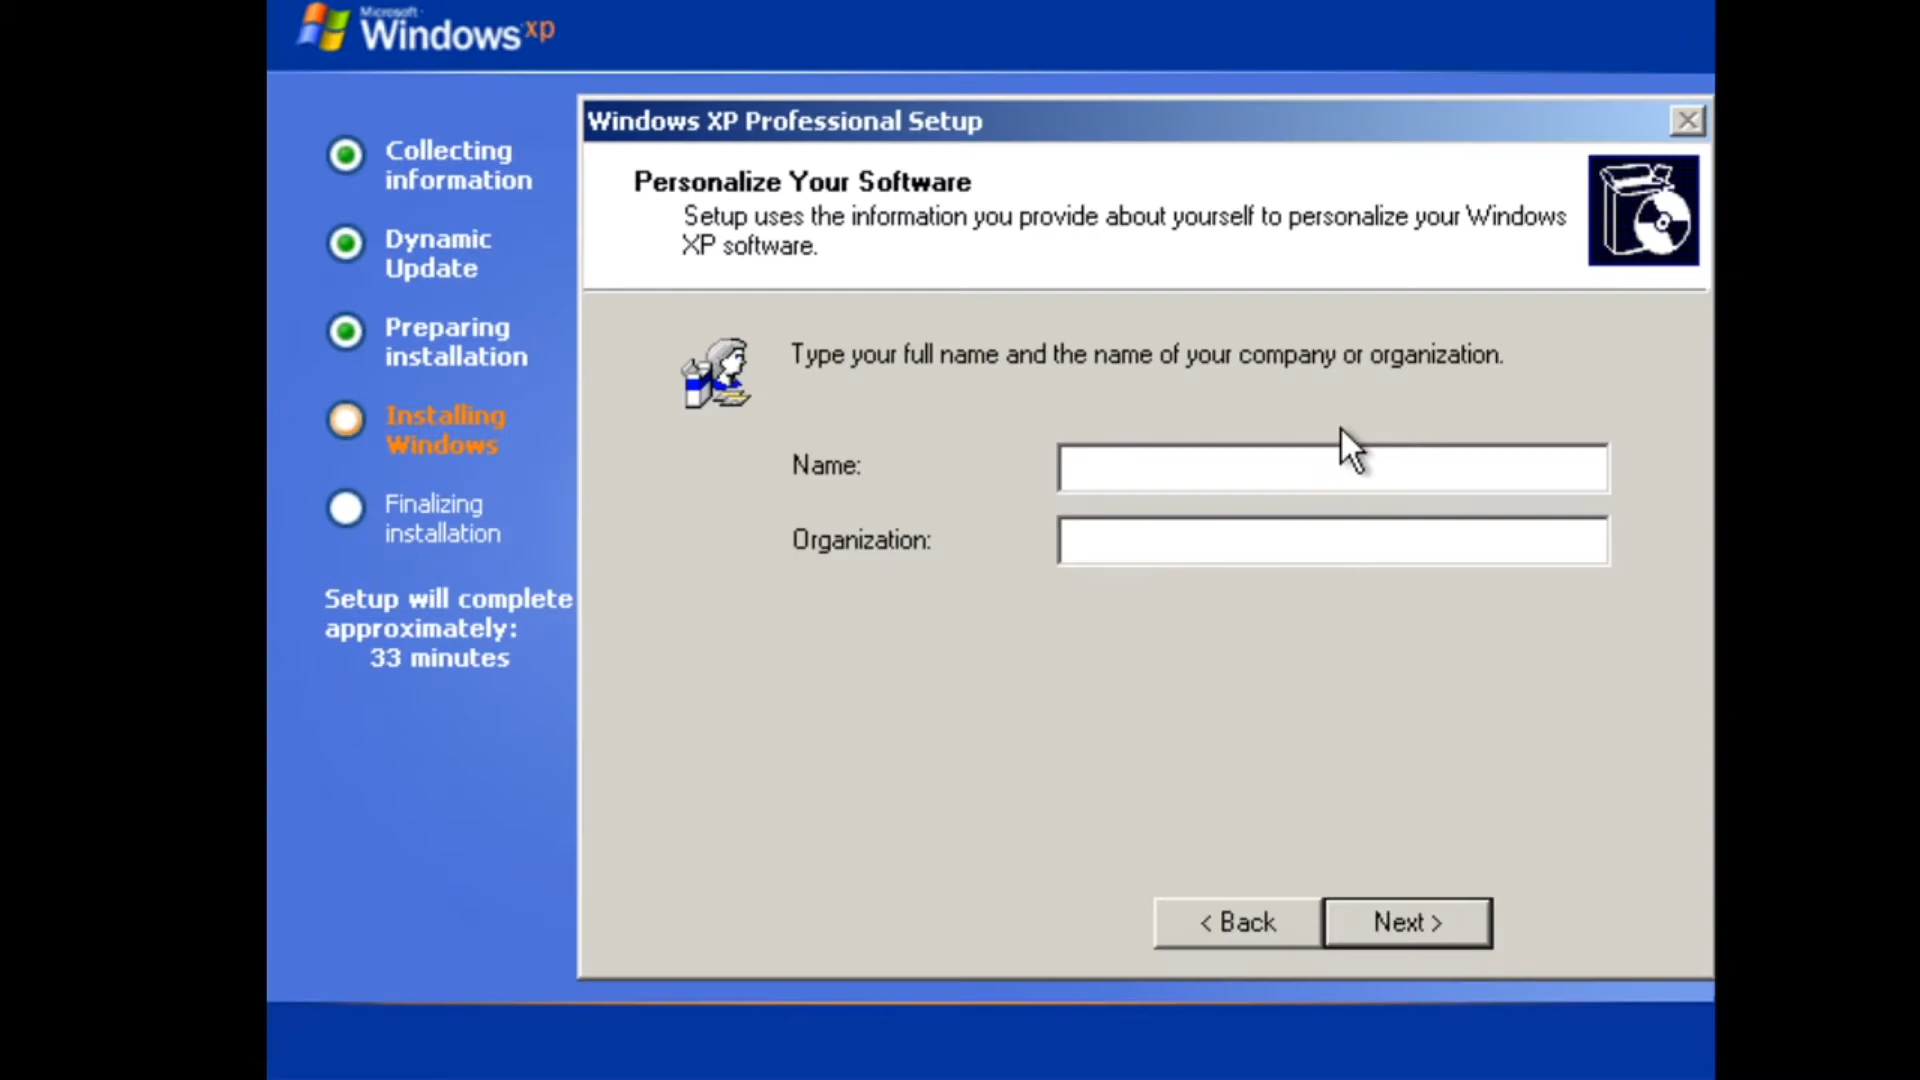 Microsoft
Windows xp
Collecting
information
Dynamic
Update
Preparing
installation
Installing
Windows
Finalizing
installation
Setup will complete
approximately:
33 minutes
Windows XP Professional Setup
Personalize Your Software
Setup uses the information you provide about yourself to personalize your Windows
XP software.
Type your full name and the name of your company or organization.
Name:
Organization:
< Back
Next >